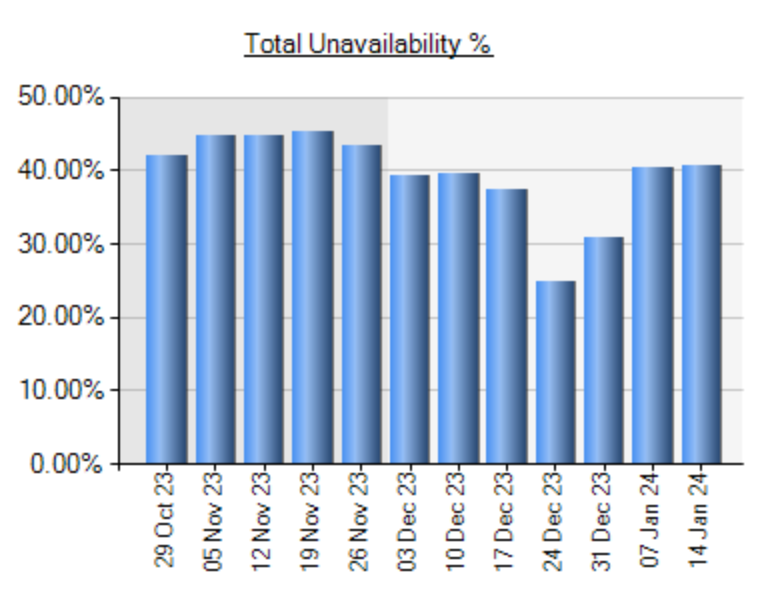 Total Unavailability %
50.00%
40.00%
30.00%
20.00%
10.00%
0.00%
29 Oct 23
05 Nov 23
12 Nov 23
19 Nov 23
26 Nov 23
03 Dec 23
10 Dec 23
17 Dec 23
24 Dec 23
31 Dec 23
07 Jan 24
14 Jan 24